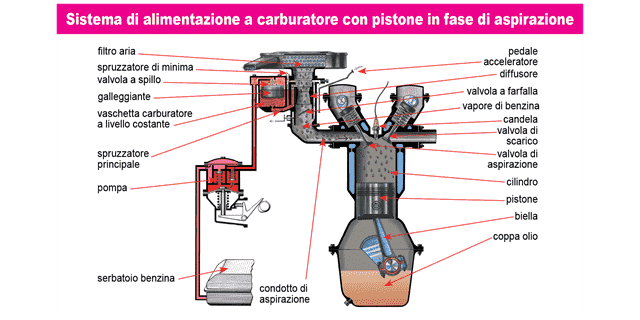 Sistema di alimentazione a carburatore con pistone in fase di aspirazione
filtro aria
spruzzatore di minima
valvola a spillo
galleggiante
vaschetta carburatore
a livello costante
spruzzatore
principale
pompa
serbatoio benzina
condotto di
aspirazione
pedale
acceleratore
diffusore
valvola a farfalla
vapore di benzina
candela
valvola di
scarico
valvola di
aspirazione
cilindro
pistone
biella
coppa olio